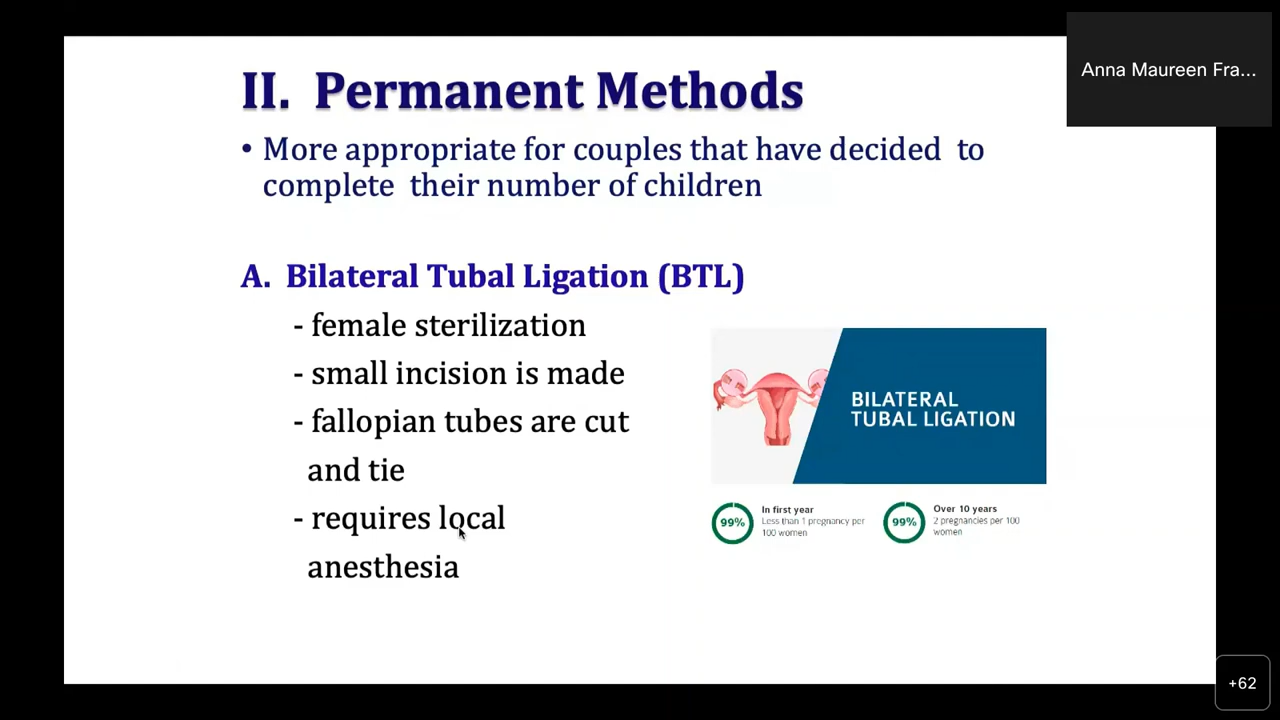 Anna Maureen Fra...
II. Permanent Methods
• More appropriate for couples that have decided to
complete their number of children
A. Bilateral Tubal Ligation (BTL)
- female sterilization
- small incision is made
- fallopian tubes are cut
and tie
- requires local
anesthesia
BILATERAL
TUBAL LIGATION
99%
In first year
Less than 1 pregnancy per
100 women
99%
Over 10 years
2 pregnancies per 100
women
+62